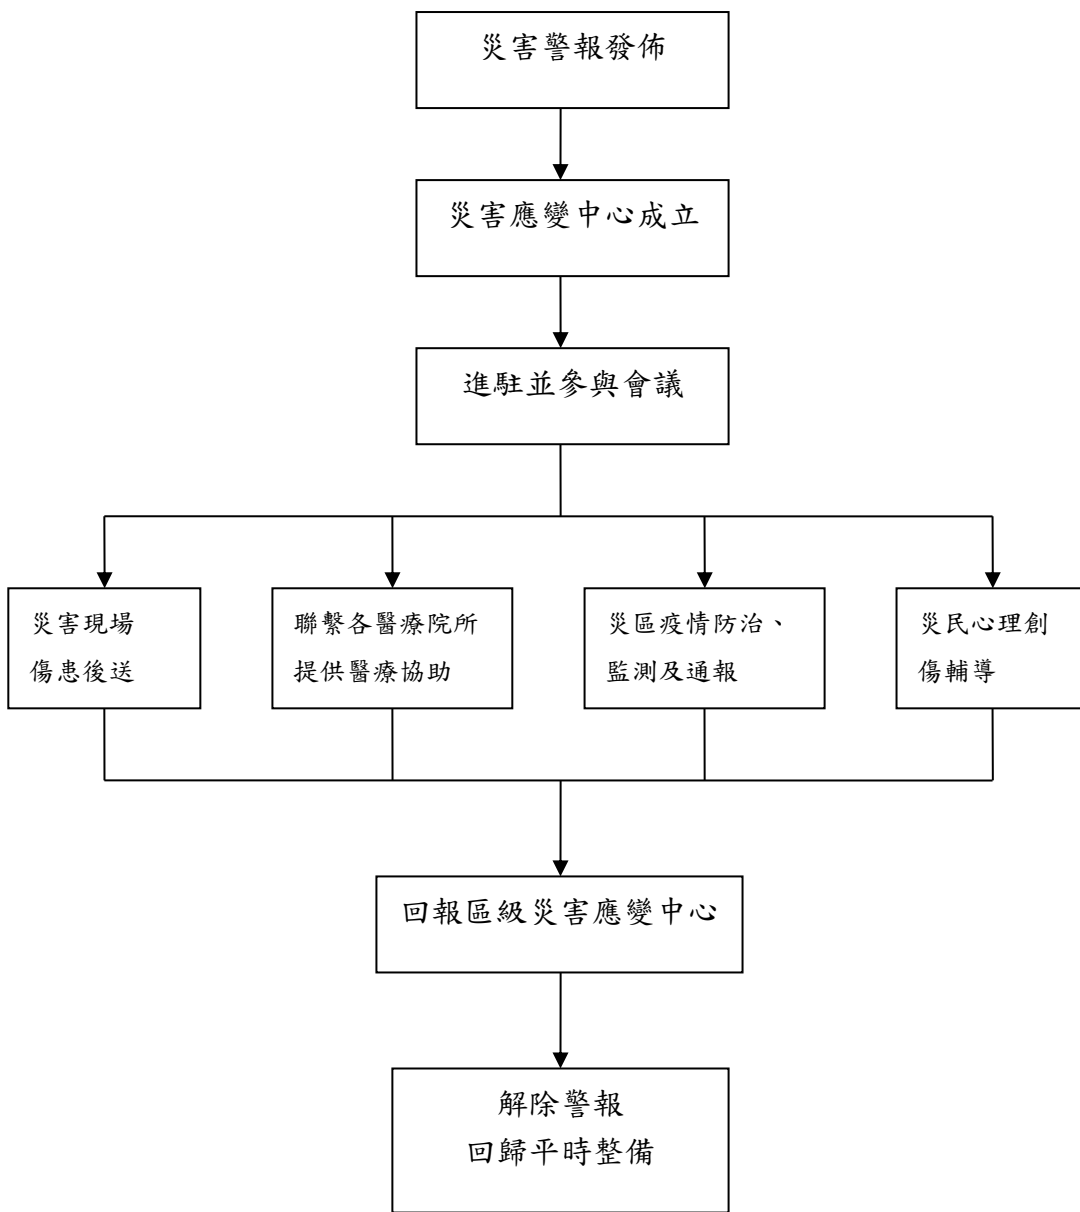 災害警報發佈
災害應變中心成立
進駐並參與會議
災害現場
傷患後送
聯繫各醫療院所
提供醫療協助
災區疫情防治、
監測及通報
災民心理創
傷輔導
回報區級災害應變中心
解除警報
回歸平時整備